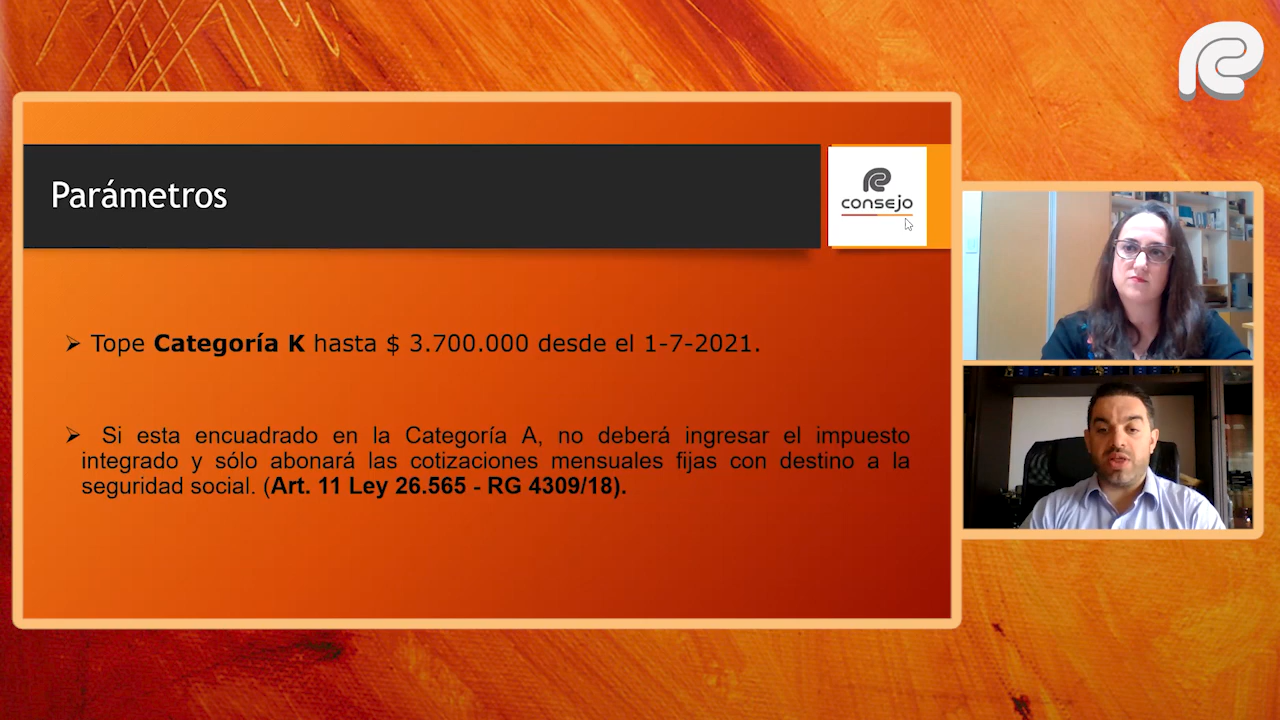 Parámetros
consejo
➢ Tope Categoría K hasta $ 3.700.000 desde el 1-7-2021.
➢ Si esta encuadrado en la Categoría A, no deberá ingresar el impuesto
integrado y sólo abonará las cotizaciones mensuales fijas con destino a la
seguridad social. (Art. 11 Ley 26.565 - RG 4309/18).